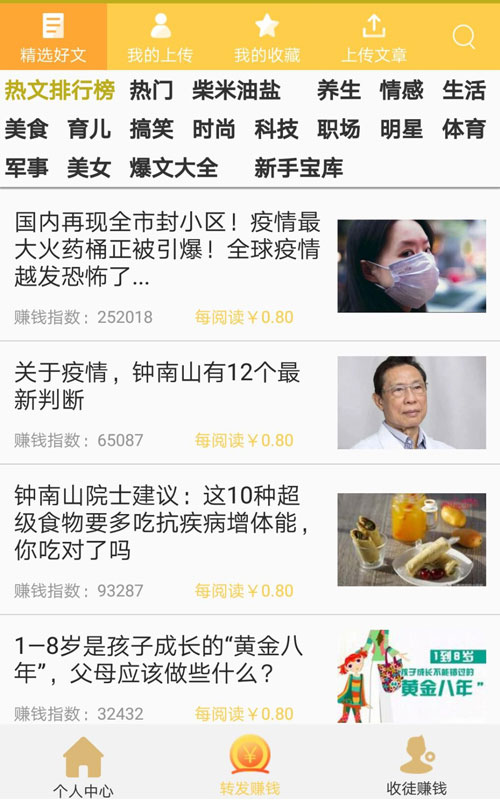 精选好文 我的上传 我的收藏 上传文章
热文排行榜 热门 柴米油盐 养生 情感 生活
美食 育儿 搞笑 时尚 科技 职场 明星 体育
军事 美女 爆文大全 新手宝库
国内再现全市封小区！疫情最
大火药桶正被引爆！全球疫情
越发恐怖了...
赚钱指数：252018 每阅读￥0.80
关于疫情，钟南山有12个最
新判断
赚钱指数：65087 每阅读￥0.80
钟南山院士建议：这10种超
级食物要多吃抗疾病增体能，
你吃对了吗
赚钱指数：93287 每阅读￥0.80
1—8岁是孩子成长的“黄金八
年”，父母应该做些什么？
赚钱指数：32432 每阅读￥0.80
1到8岁
孩子成长不能错过的
“黄金八年”
个人中心 转发赚钱 收徒赚钱